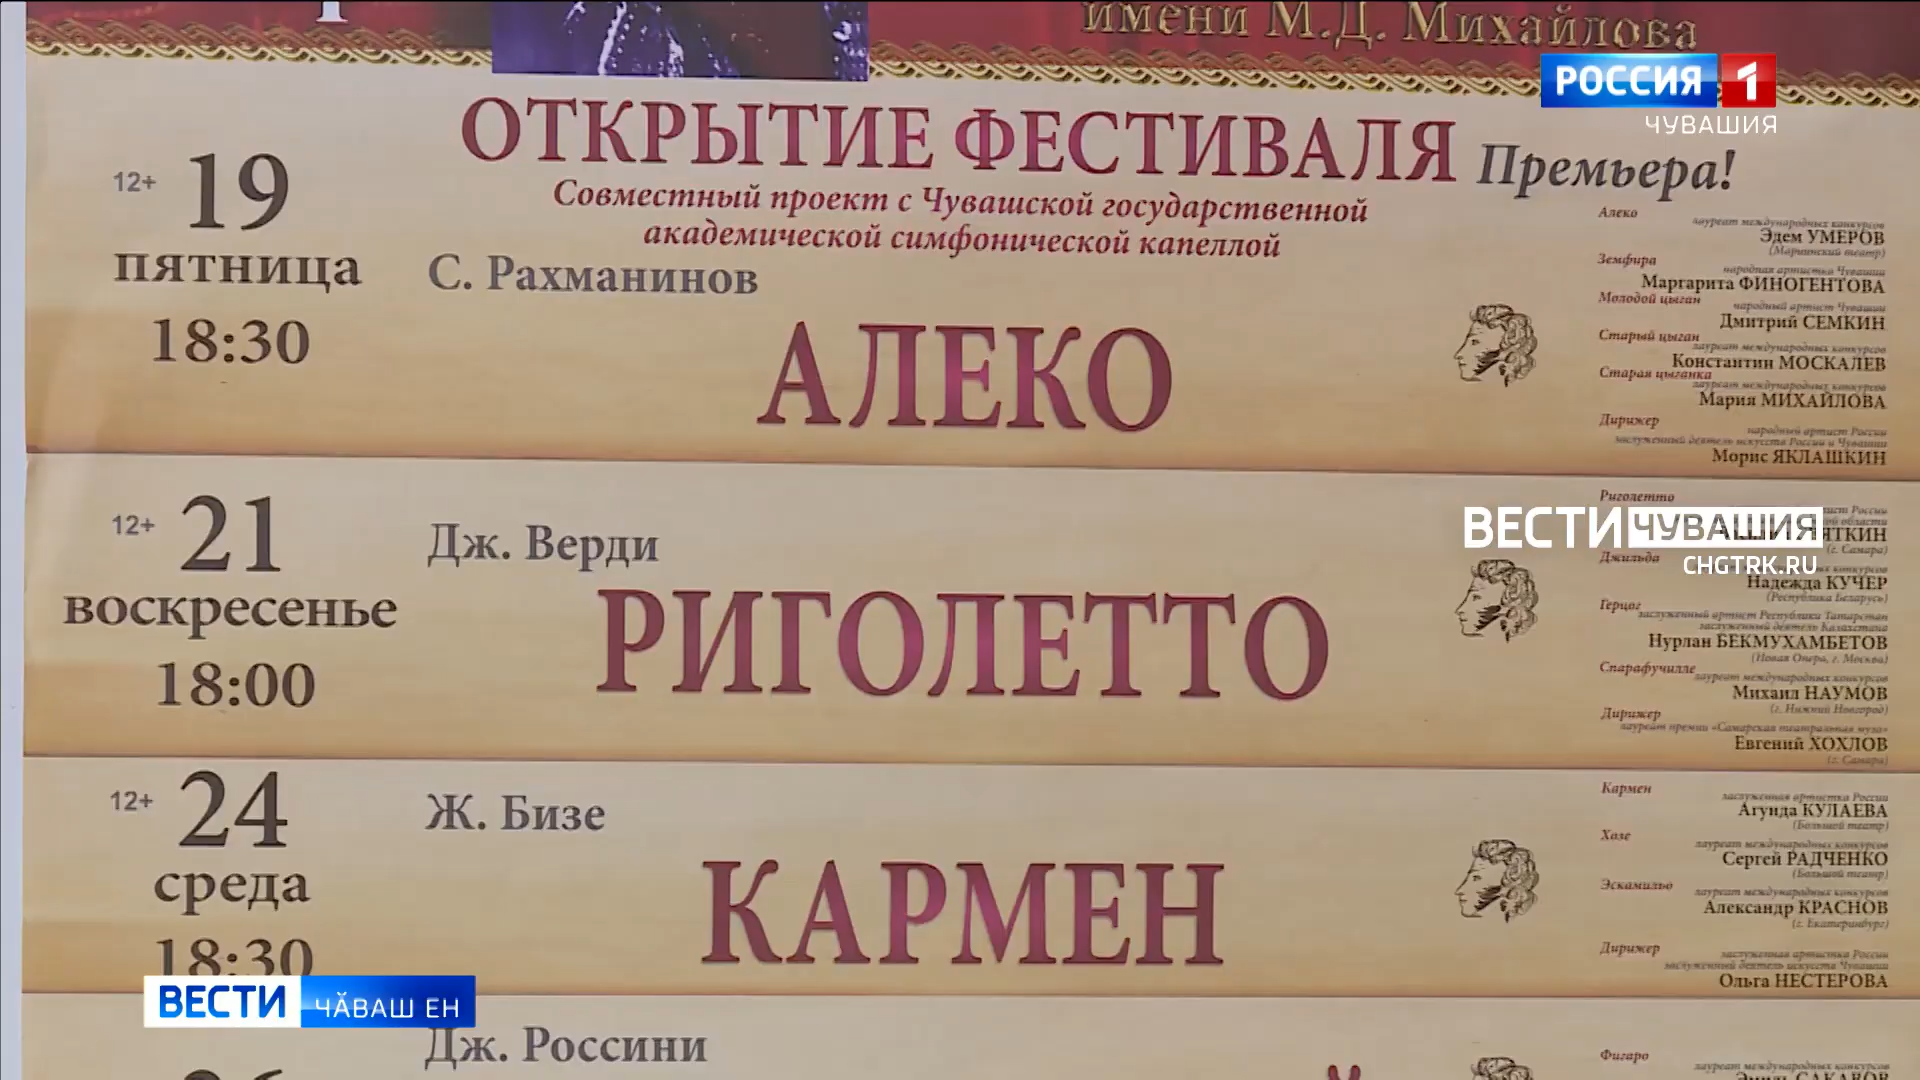 имени М.Д. Михайлова
РОССИЯ 1
ЧУВАШИЯ
ОТКРЫТИЕ ФЕСТИВАЛЯ Премьера!
Совместный проект с Чувашской государственной
академической симфонической капеллой
12+ 19
пятница
18:30
С. Рахманинов
АЛЕКО
Алеко
лауреат международных конкурсов
Эдем УМЕРОВ
(Мариинский театр)
Земфира
народная артистка Чувашии
Маргарита ФИНОГЕНТОВА
Молодой цыган
народный артист Чувашии
Дмитрий СЕМКИН
Старый цыган
лауреат международных конкурсов
Константин МОСКАЛЕВ
Старая цыганка
лауреат международных конкурсов
Мария МИХАЙЛОВА
Дирижер
народный артист России
заслуженный деятель искусств России и Чувашии
Морис ЯКЛАШКИН
12+ 21
воскресенье
18:00
Дж. Верди
РИГОЛЕТТО
Риголетто
ВЕСТИ ЧУВАШИЯ
CHGTRK.RU
(г. Самара)
Джильда
Надежда КУЧЕР
(Республика Беларусь)
Герцог
заслуженный артист Республики Татарстан
заслуженный деятель Казахстана
Нурлан БЕКМУХАМБЕТОВ
(Новая Опера, г. Москва)
Спарафучилле
лауреат международных конкурсов
Михаил НАУМОВ
(г. Нижний Новгород)
Дирижер
лауреат премии «Самарская театральная муза»
Евгений ХОХЛОВ
(г. Самара)
12+ 24
среда
18:30
Ж. Бизе
КАРМЕН
Кармен
заслуженная артистка России
Агунда КУЛАЕВА
(Большой театр)
Хозе
лауреат международных конкурсов
Сергей РАДЧЕНКО
(Большой театр)
Эскамильо
лауреат международных конкурсов
Александр КРАСНОВ
(г. Екатеринбург)
Дирижер
заслуженная артистка России
заслуженный деятель искусств Чувашии
Ольга НЕСТЕРОВА
ВЕСТИ ЧӐВАШ ЕН
Дж. Россини
Фигаро